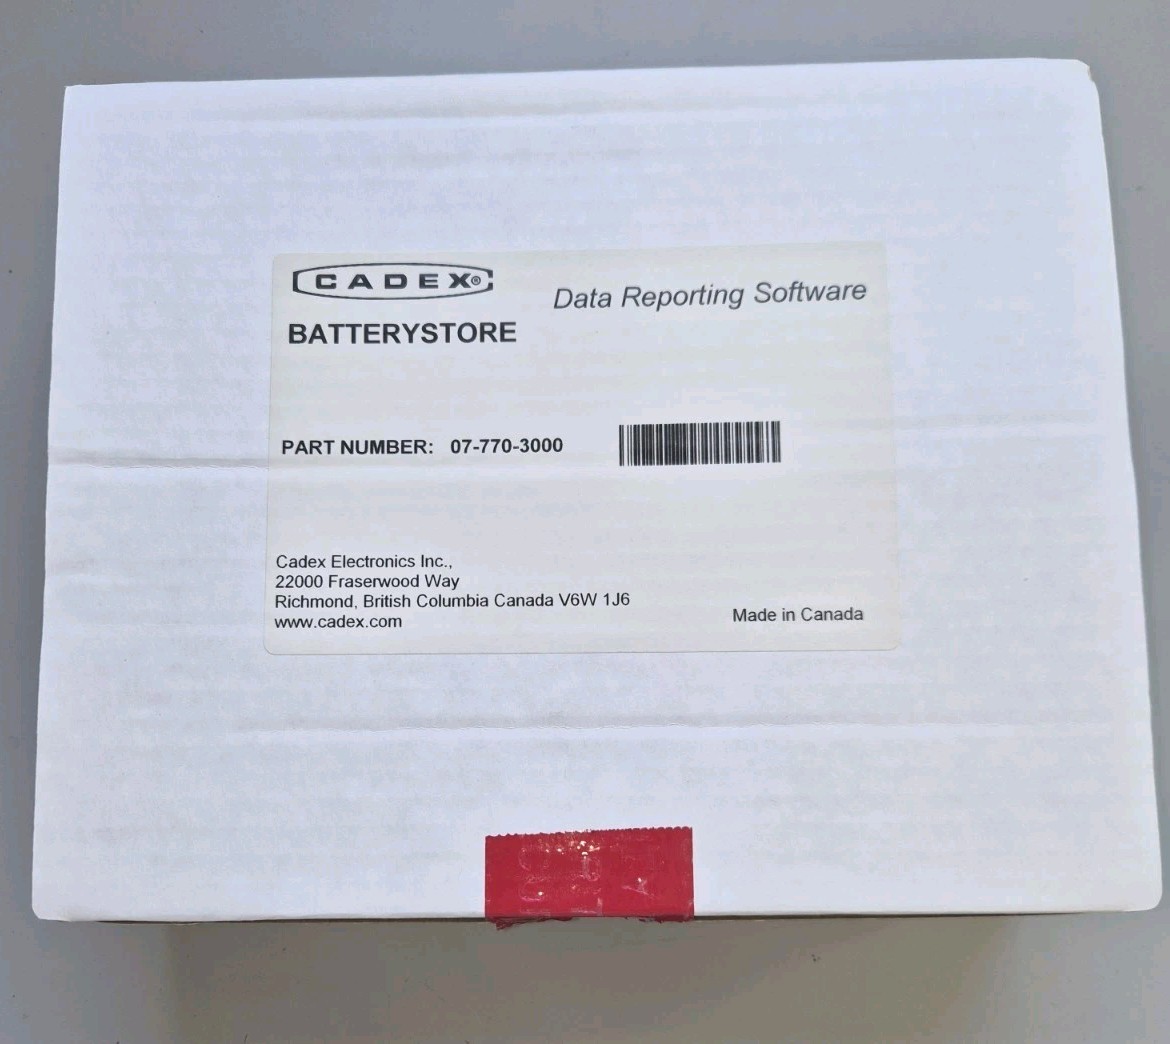 CADEX®
Data Reporting Software
BATTERYSTORE
PART NUMBER: 07-770-3000
Cadex Electronics Inc.,
22000 Fraserwood Way
Richmond, British Columbia Canada V6W 1J6
www.cadex.com
Made in Canada